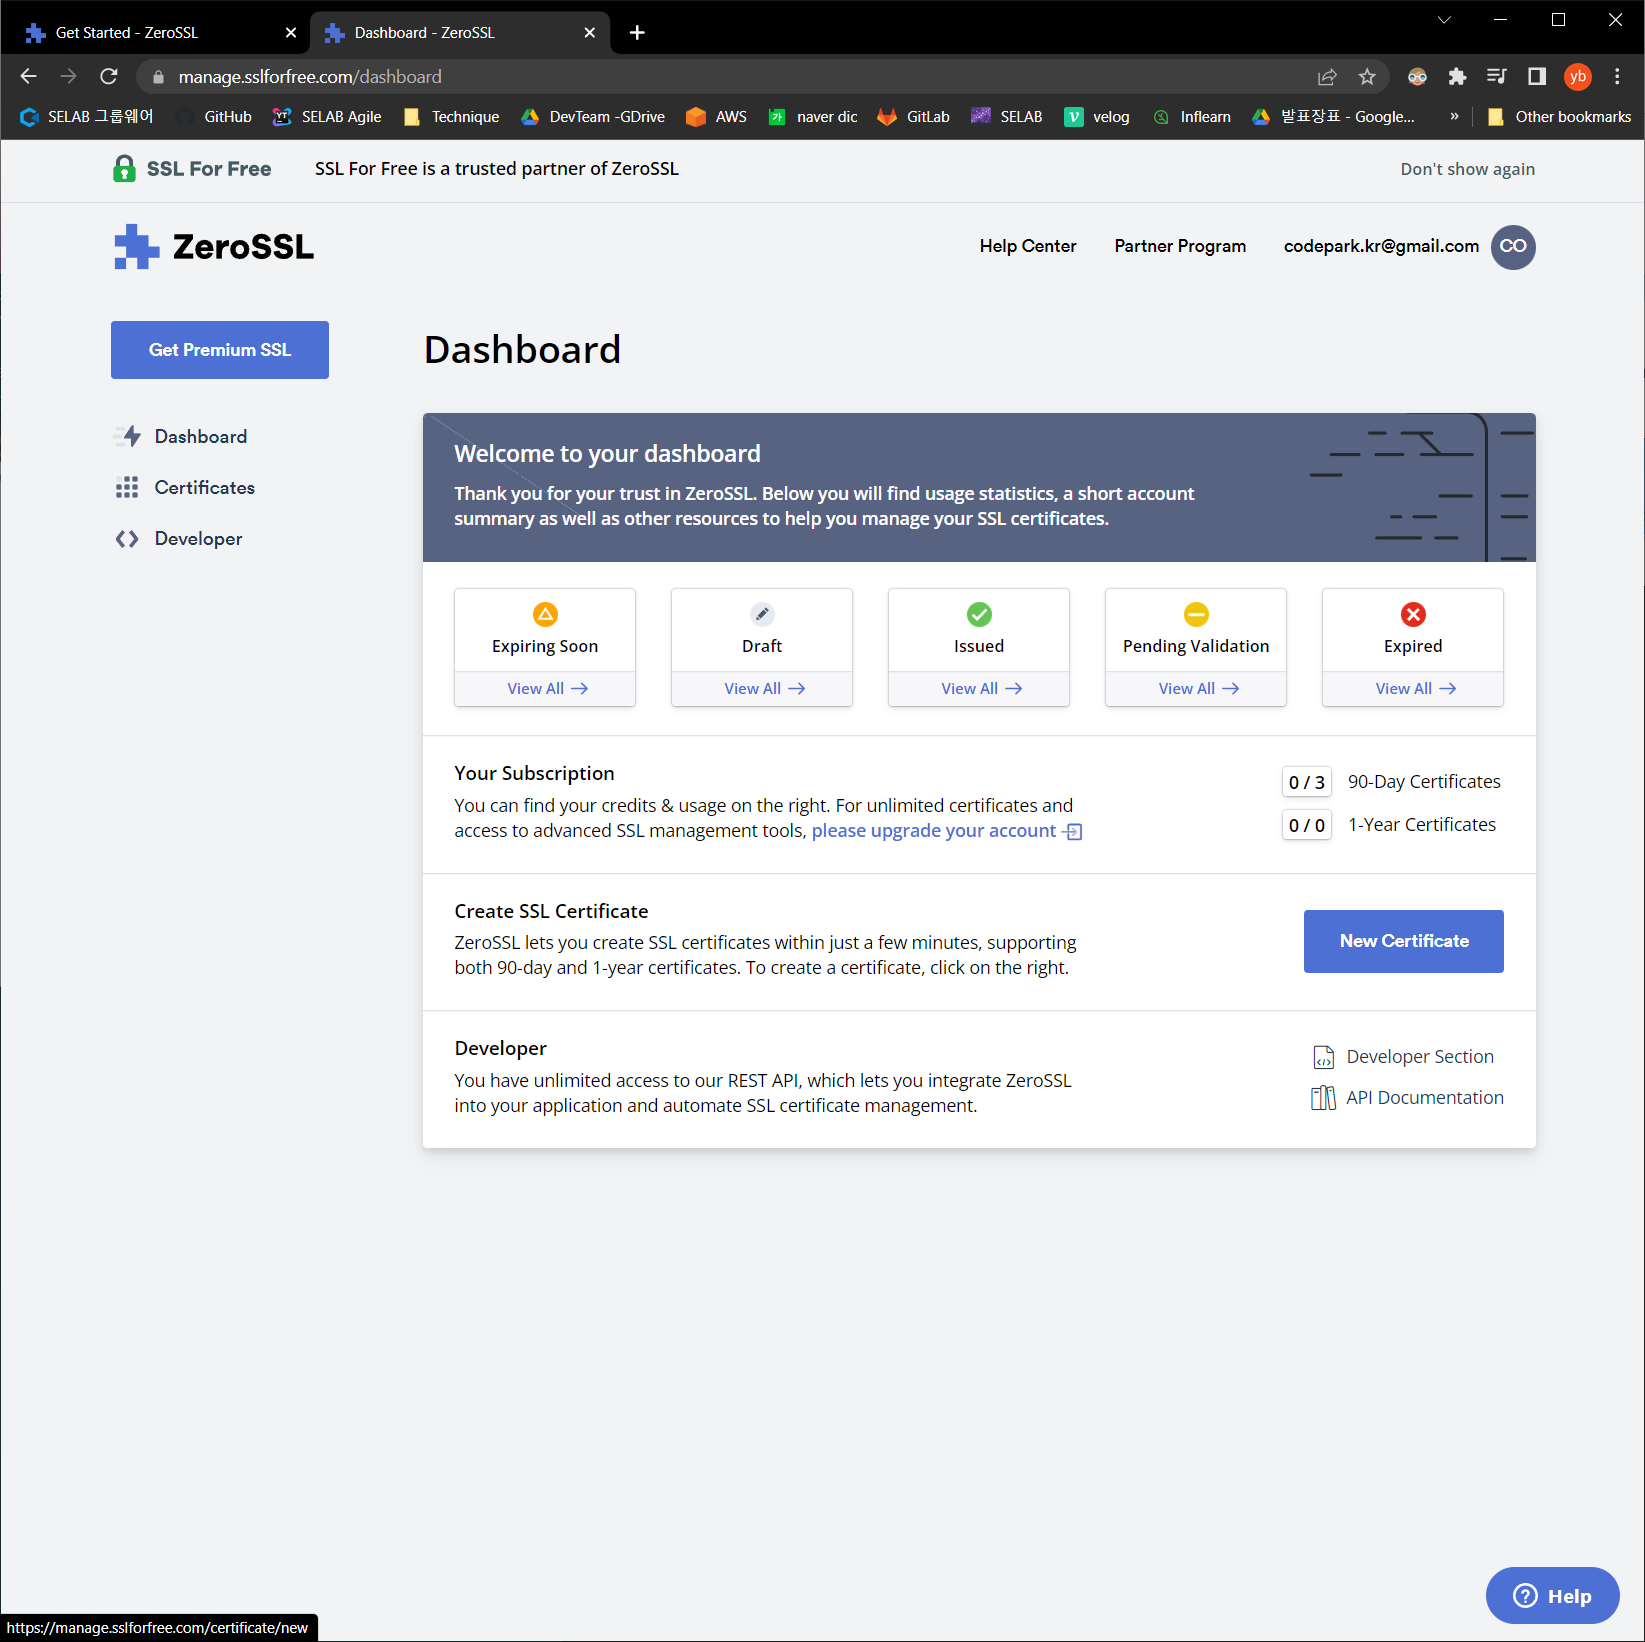 Get Started - ZeroSSL
Dashboard - ZeroSSL
manage.sslforfree.com/dashboard
yb
SELAB 그룹웨어
GitHub
YT
SELAB Agile
Technique
DevTeam -GDrive
AWS
가
naver dic
GitLab
SELAB
v
velog
Inflearn
발표장표 - Google...
»
Other bookmarks
SSL For Free
SSL For Free is a trusted partner of ZeroSSL
Don't show again
ZeroSSL
Help Center
Partner Program
codepark.kr@gmail.com
CO
Get Premium SSL
Dashboard
Certificates
Developer
Dashboard
Welcome to your dashboard
Thank you for your trust in ZeroSSL. Below you will find usage statistics, a short account
summary as well as other resources to help you manage your SSL certificates.
Expiring Soon
View All →
Draft
View All →
Issued
View All →
Pending Validation
View All →
Expired
View All →
Your Subscription
You can find your credits & usage on the right. For unlimited certificates and
access to advanced SSL management tools, please upgrade your account
0 / 3 90-Day Certificates
0 / 0 1-Year Certificates
Create SSL Certificate
ZeroSSL lets you create SSL certificates within just a few minutes, supporting
both 90-day and 1-year certificates. To create a certificate, click on the right.
New Certificate
Developer
You have unlimited access to our REST API, which lets you integrate ZeroSSL
into your application and automate SSL certificate management.
Developer Section
API Documentation
Help
https://manage.sslforfree.com/certificate/new